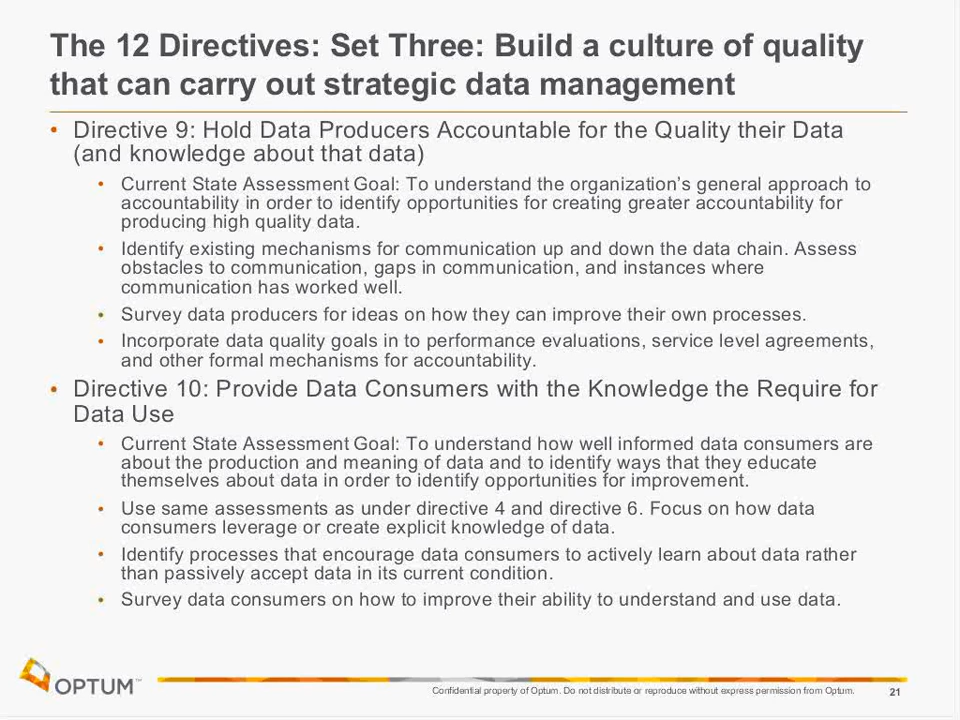 The 12 Directives: Set Three: Build a culture of quality
that can carry out strategic data management
• Directive 9: Hold Data Producers Accountable for the Quality their Data
(and knowledge about that data)
• Current State Assessment Goal: To understand the organization's general approach to
accountability in order to identify opportunities for creating greater accountability for
producing high quality data.
• Identify existing mechanisms for communication up and down the data chain. Assess
obstacles to communication, gaps in communication, and instances where
communication has worked well.
• Survey data producers for ideas on how they can improve their own processes.
• Incorporate data quality goals in to performance evaluations, service level agreements,
and other formal mechanisms for accountability.
• Directive 10: Provide Data Consumers with the Knowledge the Require for
Data Use
• Current State Assessment Goal: To understand how well informed data consumers are
about the production and meaning of data and to identify ways that they educate
themselves about data in order to identify opportunities for improvement.
• Use same assessments as under directive 4 and directive 6. Focus on how data
consumers leverage or create explicit knowledge of data.
• Identify processes that encourage data consumers to actively learn about data rather
than passively accept data in its current condition.
• Survey data consumers on how to improve their ability to understand and use data.
OPTUM™
Confidential property of Optum. Do not distribute or reproduce without express permission from Optum.
21